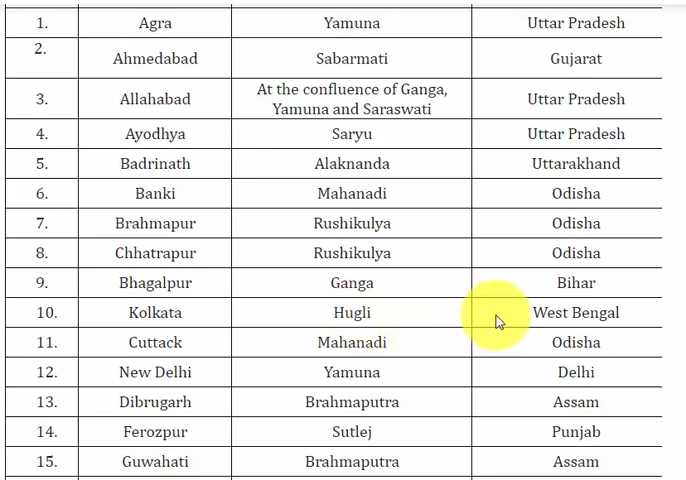 1. Agra Yamuna Uttar Pradesh
2. Ahmedabad Sabarmati Gujarat
3. Allahabad At the confluence of Ganga, Yamuna and Saraswati Uttar Pradesh
4. Ayodhya Saryu Uttar Pradesh
5. Badrinath Alaknanda Uttarakhand
6. Banki Mahanadi Odisha
7. Brahmapur Rushikulya Odisha
8. Chhatrapur Rushikulya Odisha
9. Bhagalpur Ganga Bihar
10. Kolkata Hugli West Bengal
11. Cuttack Mahanadi Odisha
12. New Delhi Yamuna Delhi
13. Dibrugarh Brahmaputra Assam
14. Ferozpur Sutlej Punjab
15. Guwahati Brahmaputra Assam